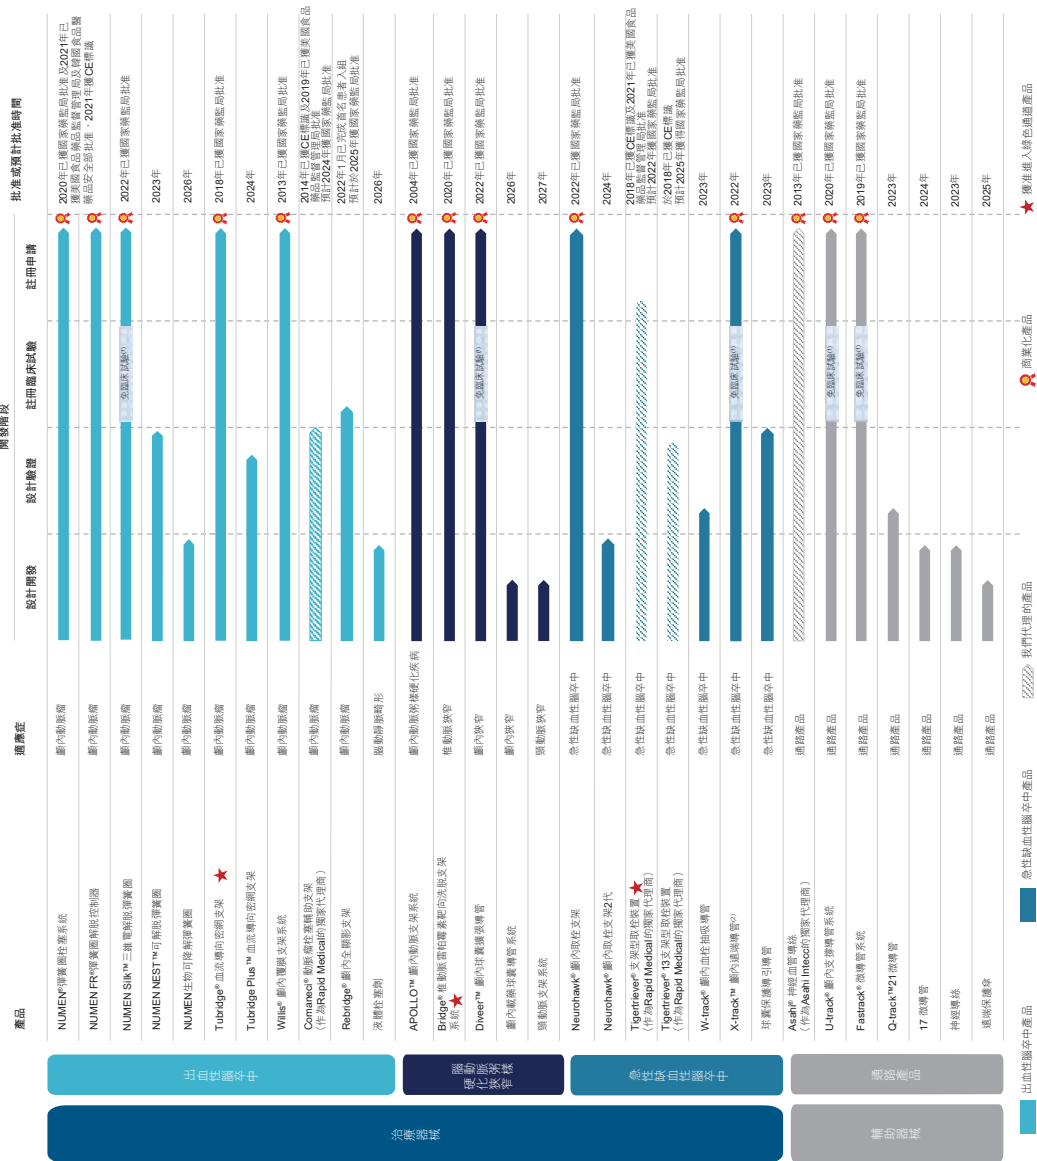 產品
適應症
開發階段
設計開發
設計驗證
註冊臨床試驗
註冊申請
批准或預計批准時間
治療器械
出血性腦卒中
NUMEN®彈簧圈栓塞系統
顱內動脈瘤
2020年已獲國家藥監局批准及2021年已
獲美國食品藥品監督管理局及韓國食品醫
藥品安全部批准，2021年獲CE標識
NUMEN FR®彈簧圈解脫控制器
顱內動脈瘤
NUMEN Silk™ 三維電解脫彈簧圈
顱內動脈瘤
免臨床試驗⁽¹⁾
2022年已獲國家藥監局批准
NUMEN NEST™可解脫彈簧圈
顱內動脈瘤
2023年
NUMEN生物可降解彈簧圈
顱內動脈瘤
2026年
Tubridge® 血流導向密網支架
顱內動脈瘤
2018年已獲國家藥監局批准
Tubridge Plus™ 血流導向密網支架
顱內動脈瘤
2024年
Willis® 顱內覆膜支架系統
顱內動脈瘤
2013年已獲國家藥監局批准
Comaneci® 動脈瘤栓塞輔助支架
（作為Rapid Medical的獨家代理商）
顱內動脈瘤
2014年已獲CE標識及2019年已獲美國食品
藥品監督管理局批准
預計2024年獲國家藥監局批准
Rebridge® 顱內全顯影支架
顱內動脈瘤
2022年1月已完成首名患者入組
預計於2025年獲國家藥監局批准
液體栓塞劑
腦動靜脈畸形
2026年
腦動脈粥樣
硬化狹窄
APOLLO™ 顱內動脈支架系統
顱內動脈粥樣硬化疾病
2004年已獲國家藥監局批准
Bridge® 椎動脈雷帕霉素靶向洗脫支架
系統
椎動脈狹窄
2020年已獲國家藥監局批准
Diveer™ 顱內球囊擴張導管
顱內狹窄
免臨床試驗⁽¹⁾
2022年已獲國家藥監局批准
顱內載藥球囊導管系統
顱內狹窄
2026年
頸動脈支架系統
頸動脈狹窄
2027年
急性缺血性腦卒中
Neurohawk® 顱內取栓支架
急性缺血性腦卒中
2022年已獲國家藥監局批准
Neurohawk® 顱內取栓支架2代
急性缺血性腦卒中
2024年
Tigertriever® 支架型取栓裝置
（作為Rapid Medical的獨家代理商）
急性缺血性腦卒中
2018年已獲CE標識及2021年已獲美國食品
藥品監督管理局批准
預計2022年獲國家藥監局批准
Tigertriever® 13支架型取栓裝置
（作為Rapid Medical的獨家代理商）
急性缺血性腦卒中
於2018年已獲CE標識
預計2025年獲得國家藥監局批准
W-track® 顱內血栓抽吸導管
急性缺血性腦卒中
2023年
X-track™ 顱內遠端導管⁽²⁾
急性缺血性腦卒中
免臨床試驗⁽¹⁾
2022年
球囊保護導引導管
急性缺血性腦卒中
2023年
輔助器械
通路產品
Asahi® 神經血管導絲
（作為Asahi Intecc的獨家代理商）
通路產品
2013年已獲國家藥監局批准
U-track® 顱內支撐導管系統
通路產品
免臨床試驗⁽¹⁾
2020年已獲國家藥監局批准
Fastrack® 微導管系統
通路產品
免臨床試驗⁽¹⁾
2019年已獲國家藥監局批准
Q-track™21 微導管
通路產品
2023年
17 微導管
通路產品
2024年
神經導絲
通路產品
2023年
遠端保護傘
通路產品
2025年
出血性腦卒中產品
急性缺血性腦卒中產品
我們代理的產品
商業化產品
獲准進入綠色通道產品